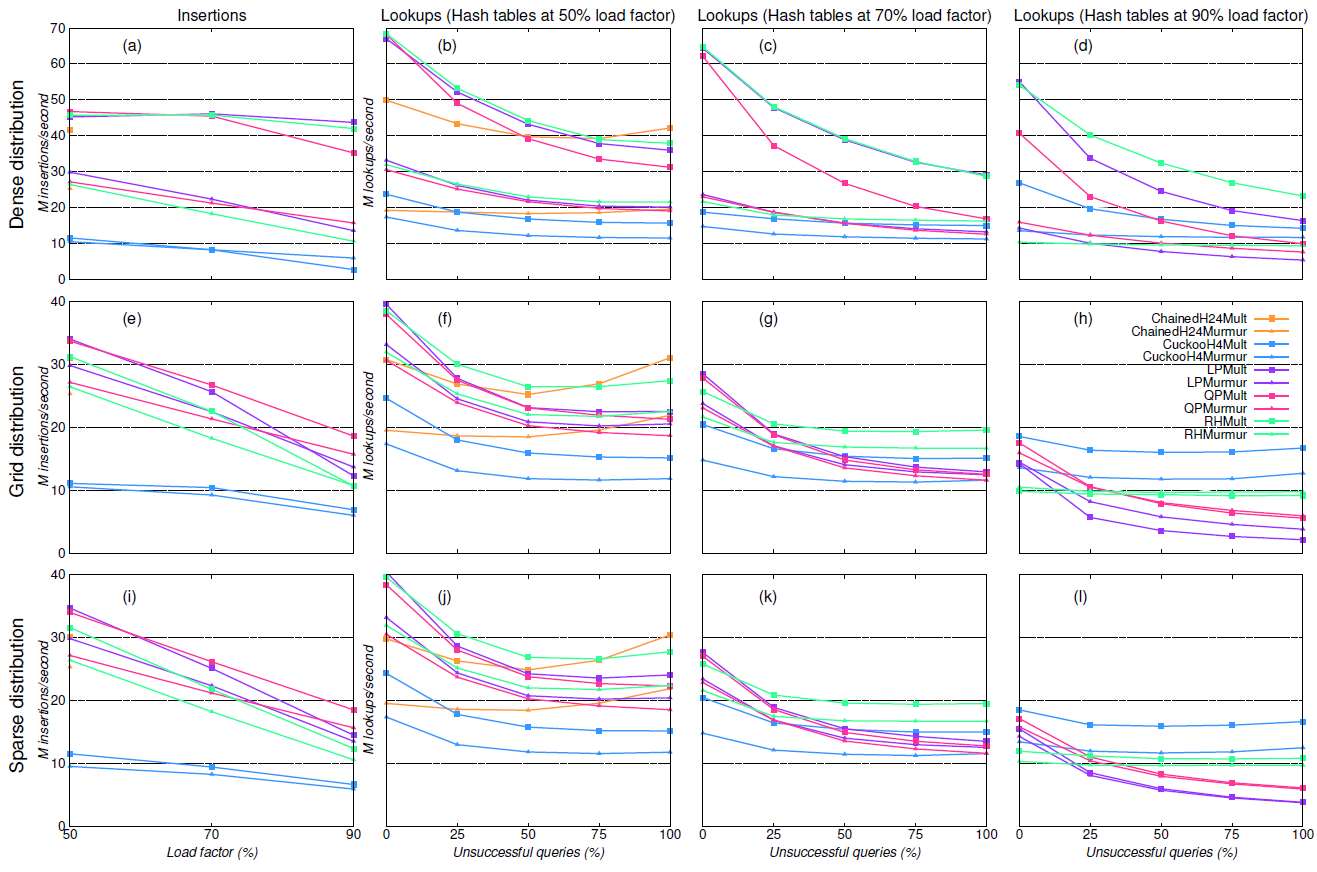 Insertions
Lookups (Hash tables at 50% load factor)
Lookups (Hash tables at 70% load factor)
Lookups (Hash tables at 90% load factor)
Dense distribution
M insertions/second
M lookups/second
70
60
50
40
30
20
10
0
(a)
(b)
(c)
(d)
Grid distribution
M insertions/second
M lookups/second
40
30
20
10
0
(e)
(f)
(g)
(h)
ChainedH24Mult
ChainedH24Murmur
CuckooH4Mult
CuckooH4Murmur
LPMult
LPMurmur
QPMult
QPMurmur
RHMult
RHMurmur
Sparse distribution
M insertions/second
M lookups/second
40
30
20
10
0
(i)
(j)
(k)
(l)
50 70 90
0 25 50 75 100
0 25 50 75 100
0 25 50 75 100
Load factor (%)
Unsuccessful queries (%)
Unsuccessful queries (%)
Unsuccessful queries (%)